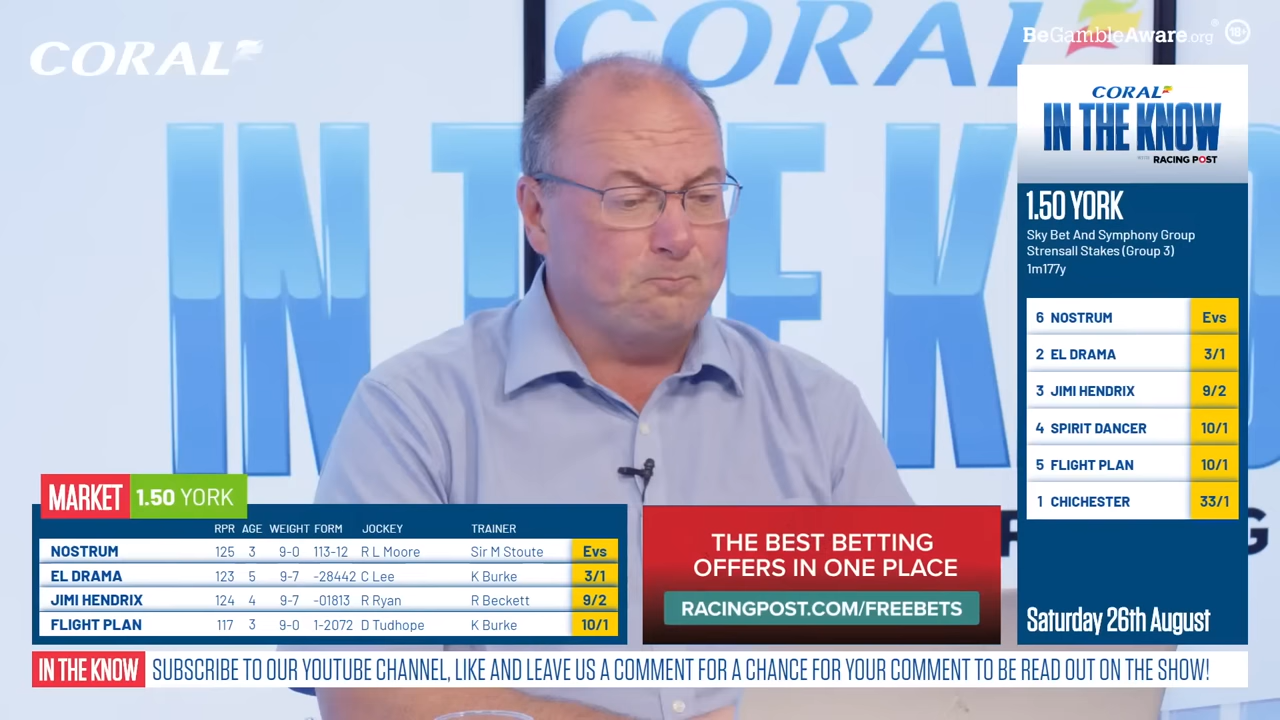 CORAL
CORAL
BeGambleAware.org®
18+
IN THE K
CORAL
IN THE KNOW
WITH RACING POST
1.50 YORK
Sky Bet And Symphony Group
Strensall Stakes (Group 3)
1m177y
6 NOSTRUM Evs
2 EL DRAMA 3/1
3 JIMI HENDRIX 9/2
4 SPIRIT DANCER 10/1
5 FLIGHT PLAN 10/1
1 CHICHESTER 33/1
Saturday 26th August
MARKET 1.50 YORK
RPR AGE WEIGHT FORM JOCKEY TRAINER
NOSTRUM 125 3 9-0 113-12 R L Moore Sir M Stoute Evs
EL DRAMA 123 5 9-7 -28442 C Lee K Burke 3/1
JIMI HENDRIX 124 4 9-7 -01813 R Ryan R Beckett 9/2
FLIGHT PLAN 117 3 9-0 1-2072 D Tudhope K Burke 10/1
THE BEST BETTING
OFFERS IN ONE PLACE
RACINGPOST.COM/FREEBETS
IN THE KNOW SUBSCRIBE TO OUR YOUTUBE CHANNEL, LIKE AND LEAVE US A COMMENT FOR A CHANCE FOR YOUR COMMENT TO BE READ OUT ON THE SHOW!